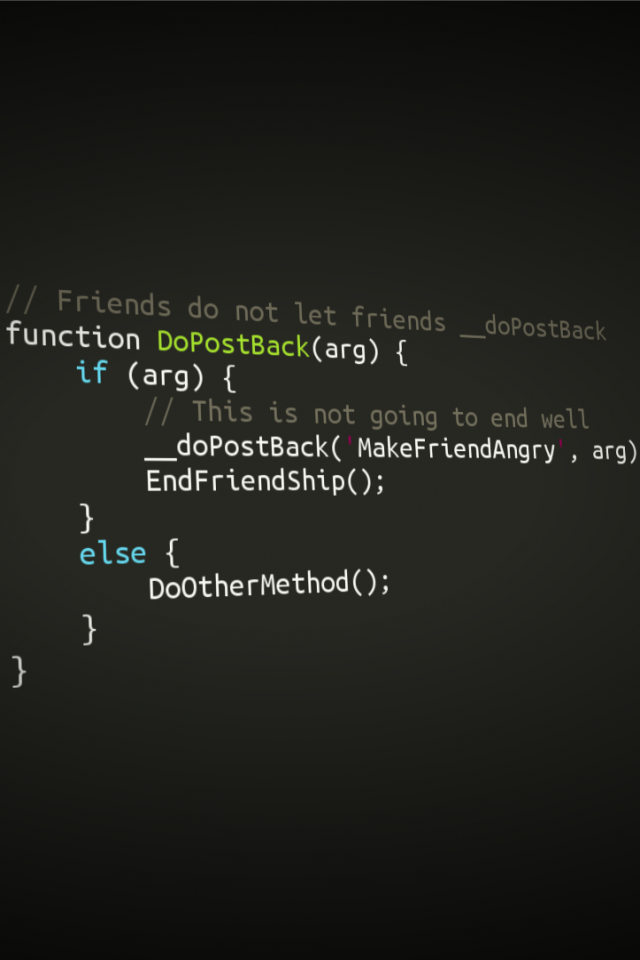 // Friends do not let friends __doPostBack
function DoPostBack(arg) {
if (arg) {
// This is not going to end well
__doPostBack('MakeFriendAngry', arg)
EndFriendShip();
}
else {
DoOtherMethod();
}
}